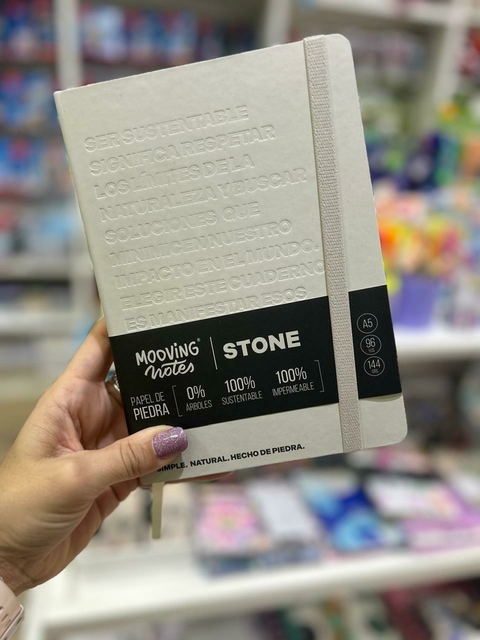 SER SUSTENTABLE
SIGNIFICA RESPETAR
LOS LÍMITES DE LA
NATURALEZA Y BUSCAR
SOLUCIONES QUE
MINIMICEN NUESTRO
IMPACTO EN EL MUNDO.
ELEGIR ESTE CUADERNO
ES MANIFESTAR ESOS
MOOVING notes
STONE
PAPEL DE PIEDRA
0% ÁRBOLES
100% SUSTENTABLE
100% IMPERMEABLE
A5
96
144
SIMPLE. NATURAL. HECHO DE PIEDRA.